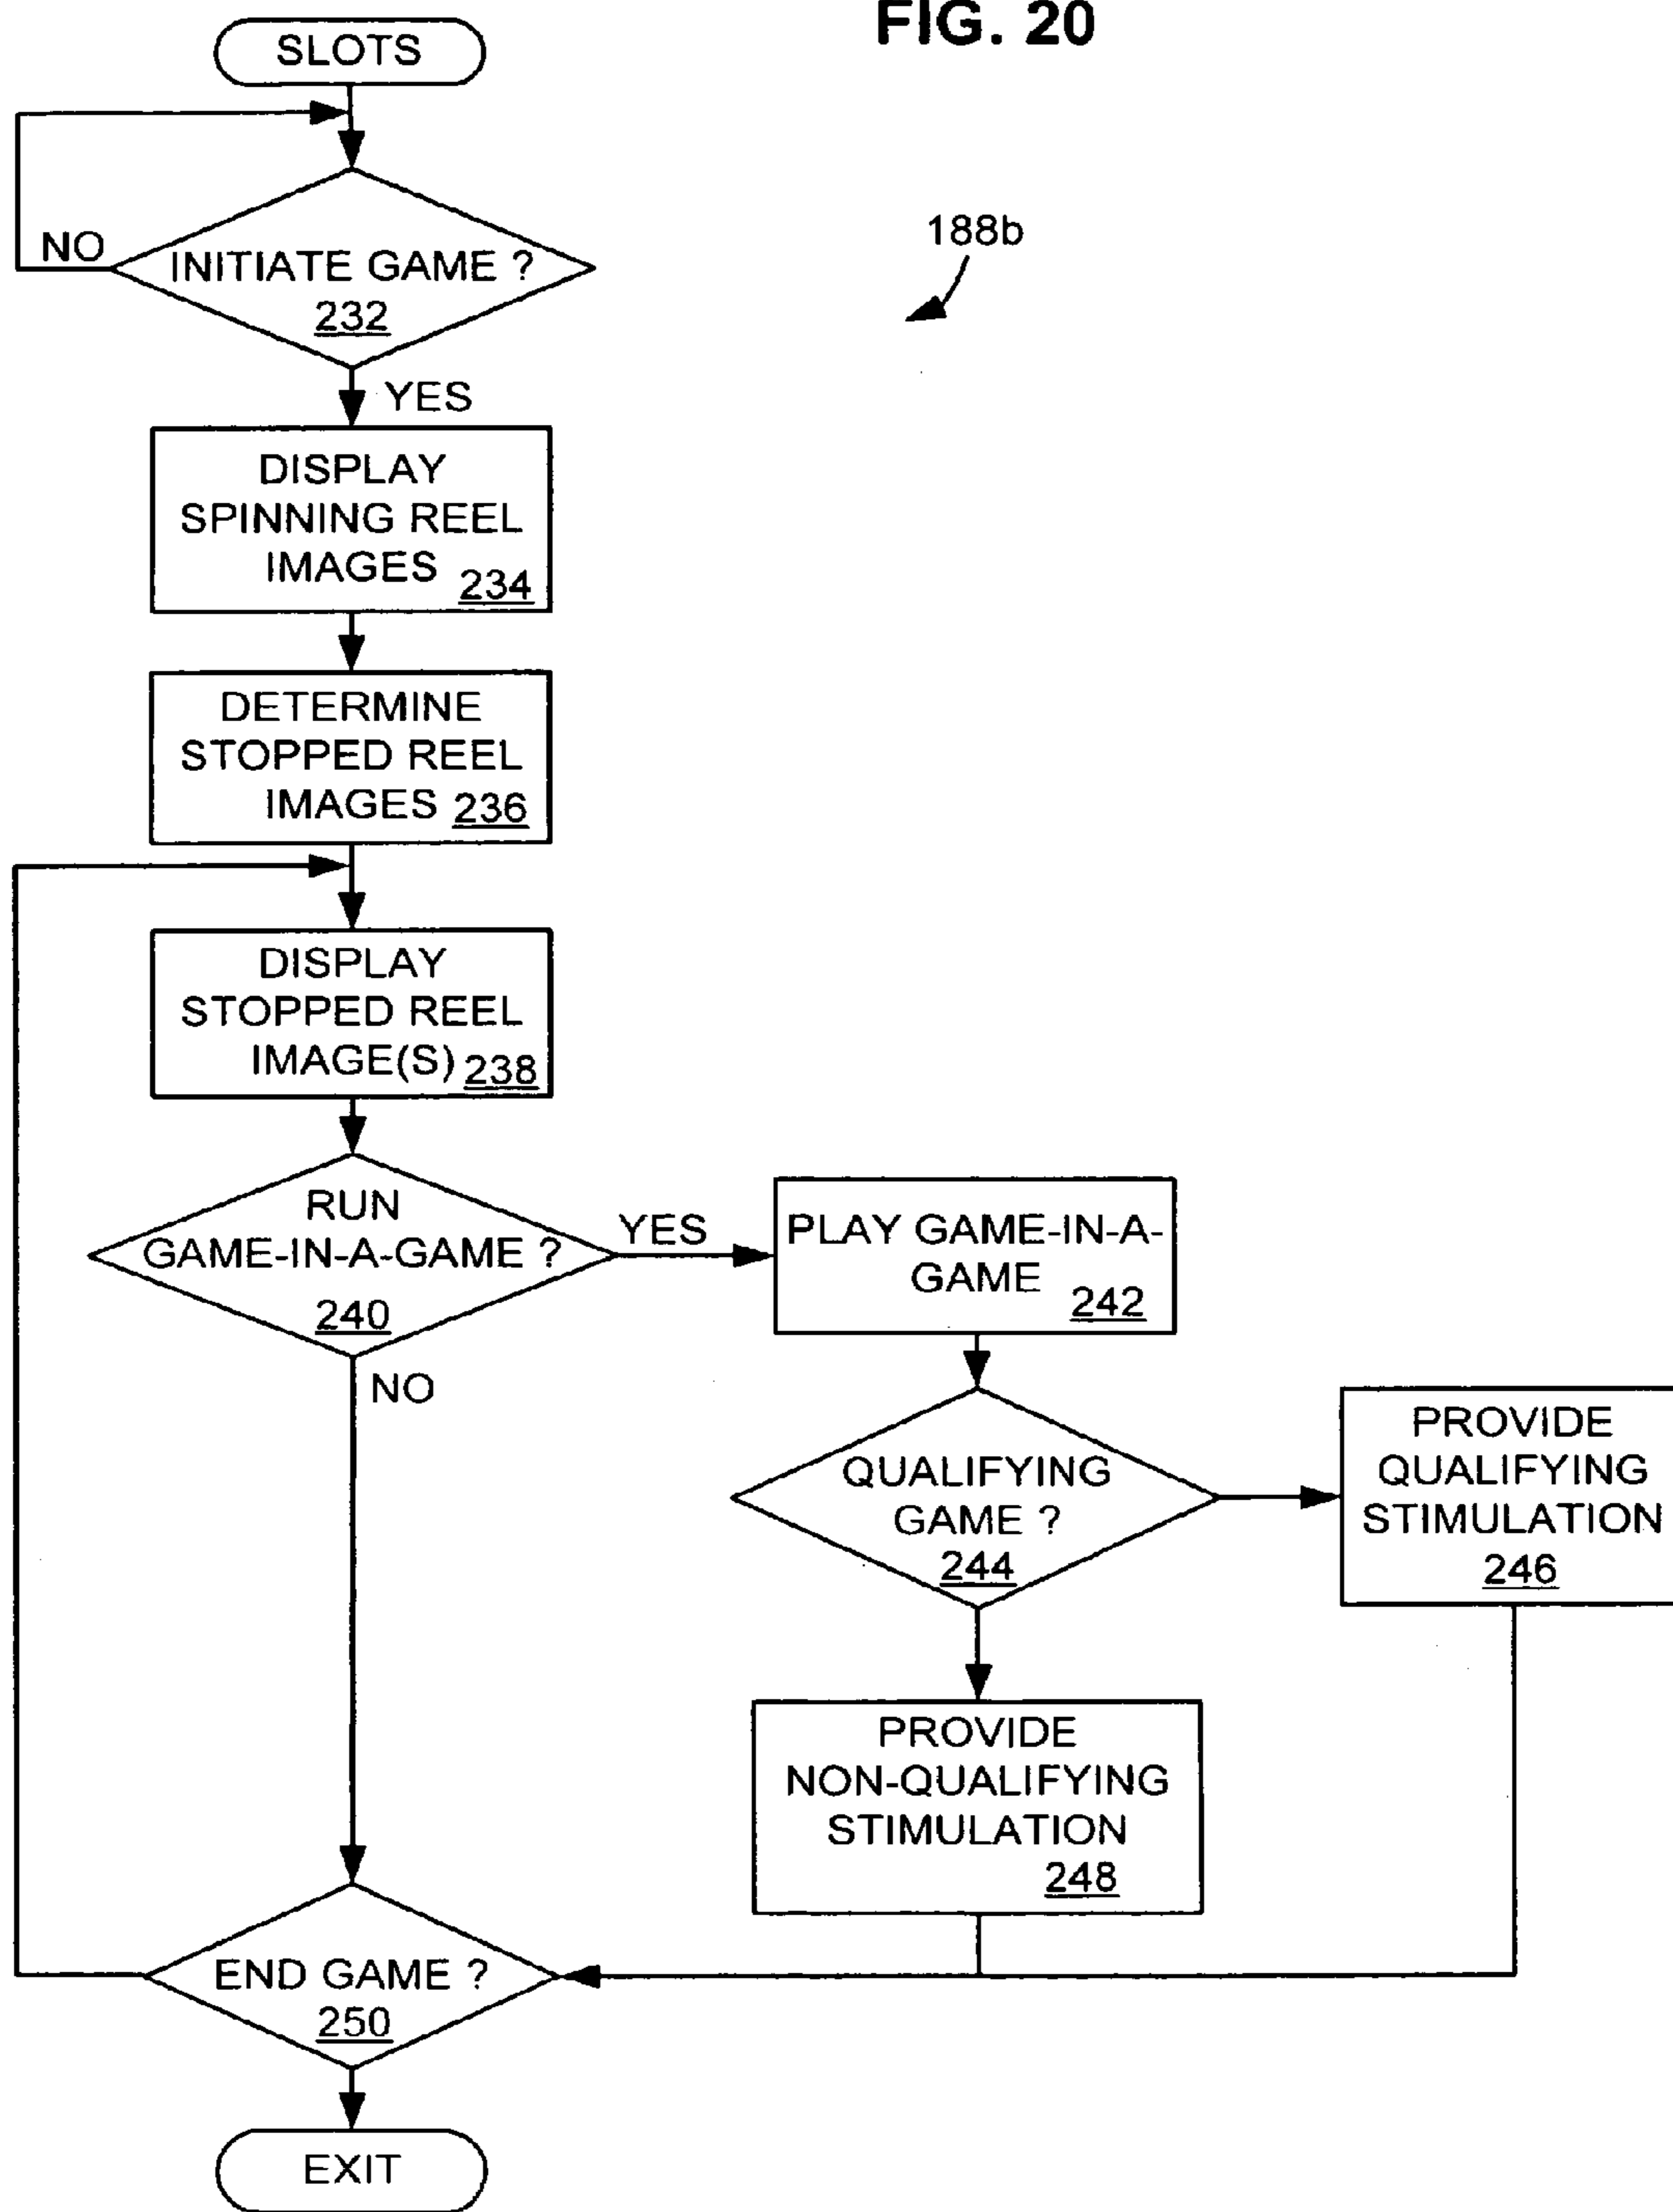 FIG. 20
SLOTS
188b
NO
INITIATE GAME ?
232
YES
DISPLAY
SPINNING REEL
IMAGES 234
DETERMINE
STOPPED REEL
IMAGES 236
DISPLAY
STOPPED REEL
IMAGE(S) 238
RUN
GAME-IN-A-GAME ?
240
YES
NO
PLAY GAME-IN-A-
GAME
242
QUALIFYING
GAME ?
244
PROVIDE
QUALIFYING
STIMULATION
246
PROVIDE
NON-QUALIFYING
STIMULATION
248
END GAME ?
250
EXIT